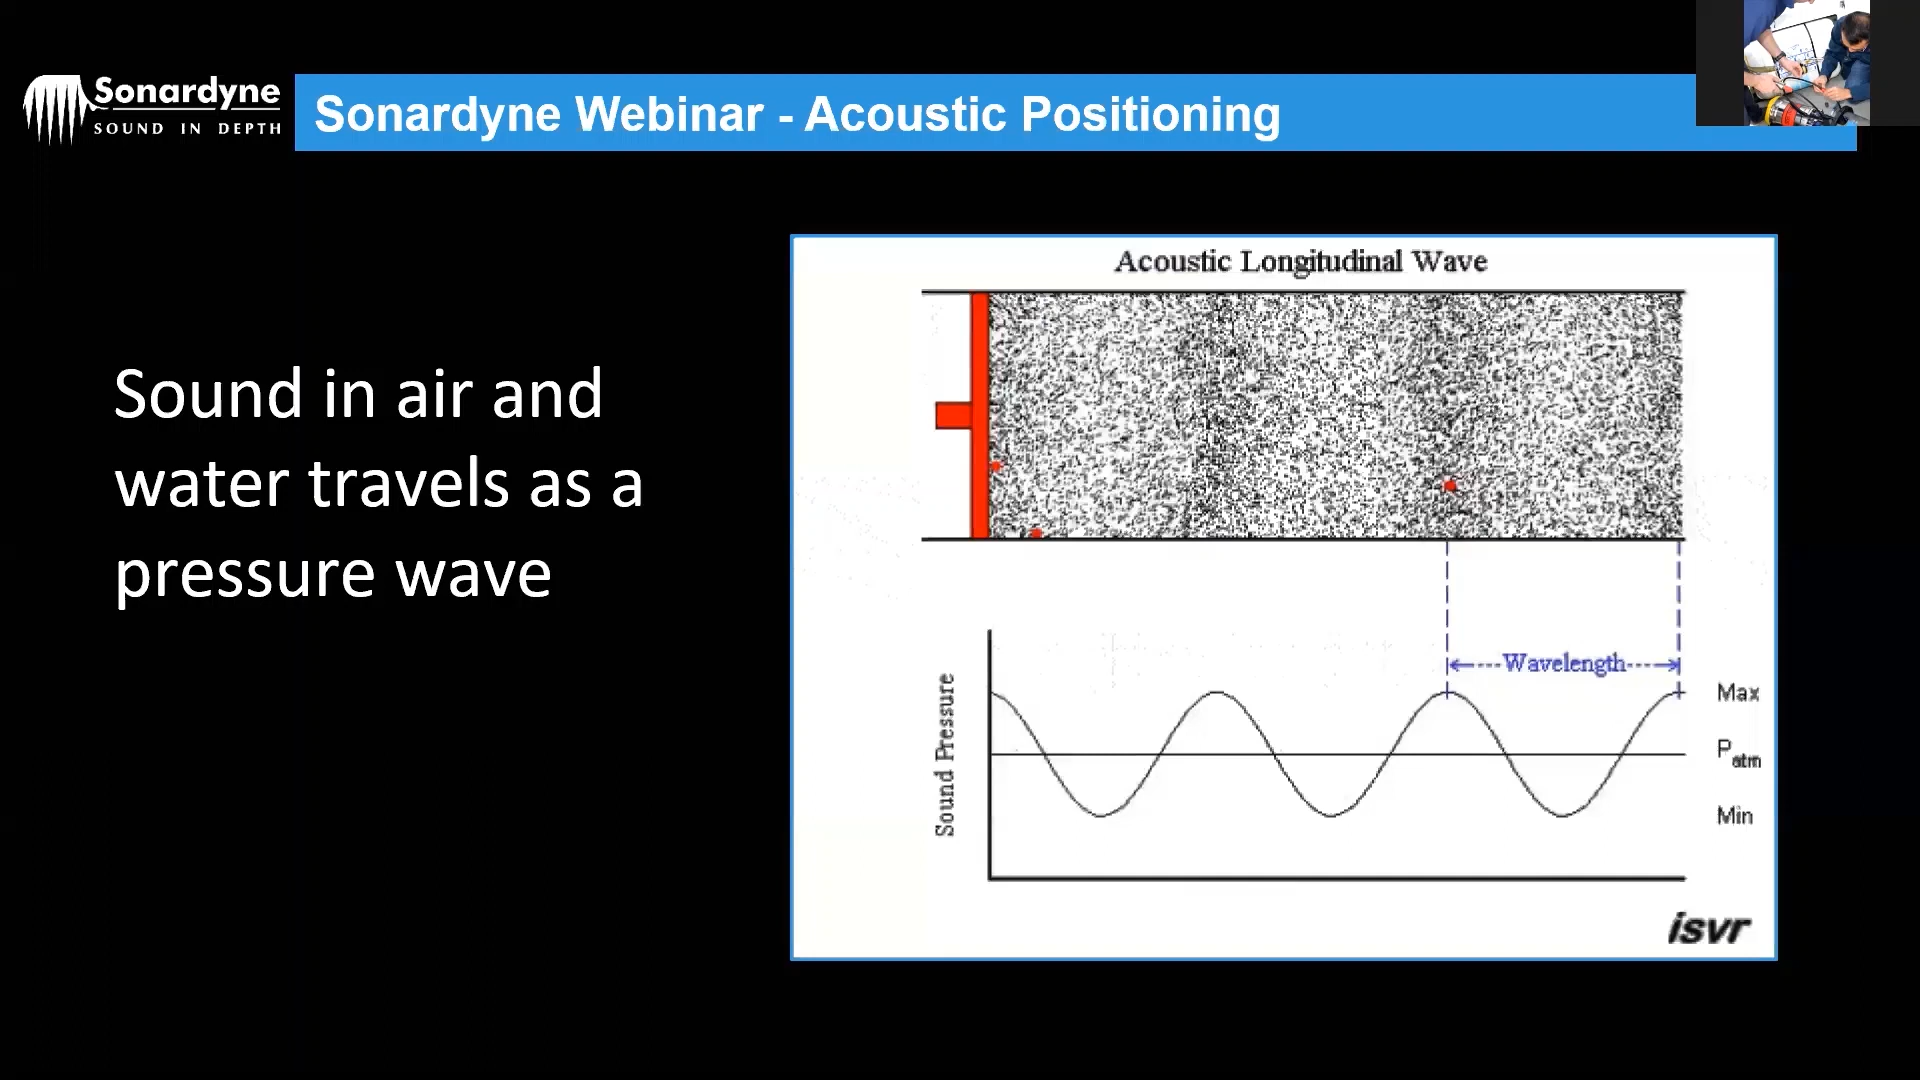 Sonardyne
SOUND IN DEPTH
Sonardyne Webinar - Acoustic Positioning
Sound in air and
water travels as a
pressure wave
Acoustic Longitudinal Wave
Wavelength
Sound Pressure
Max
Patm
Min
isvr